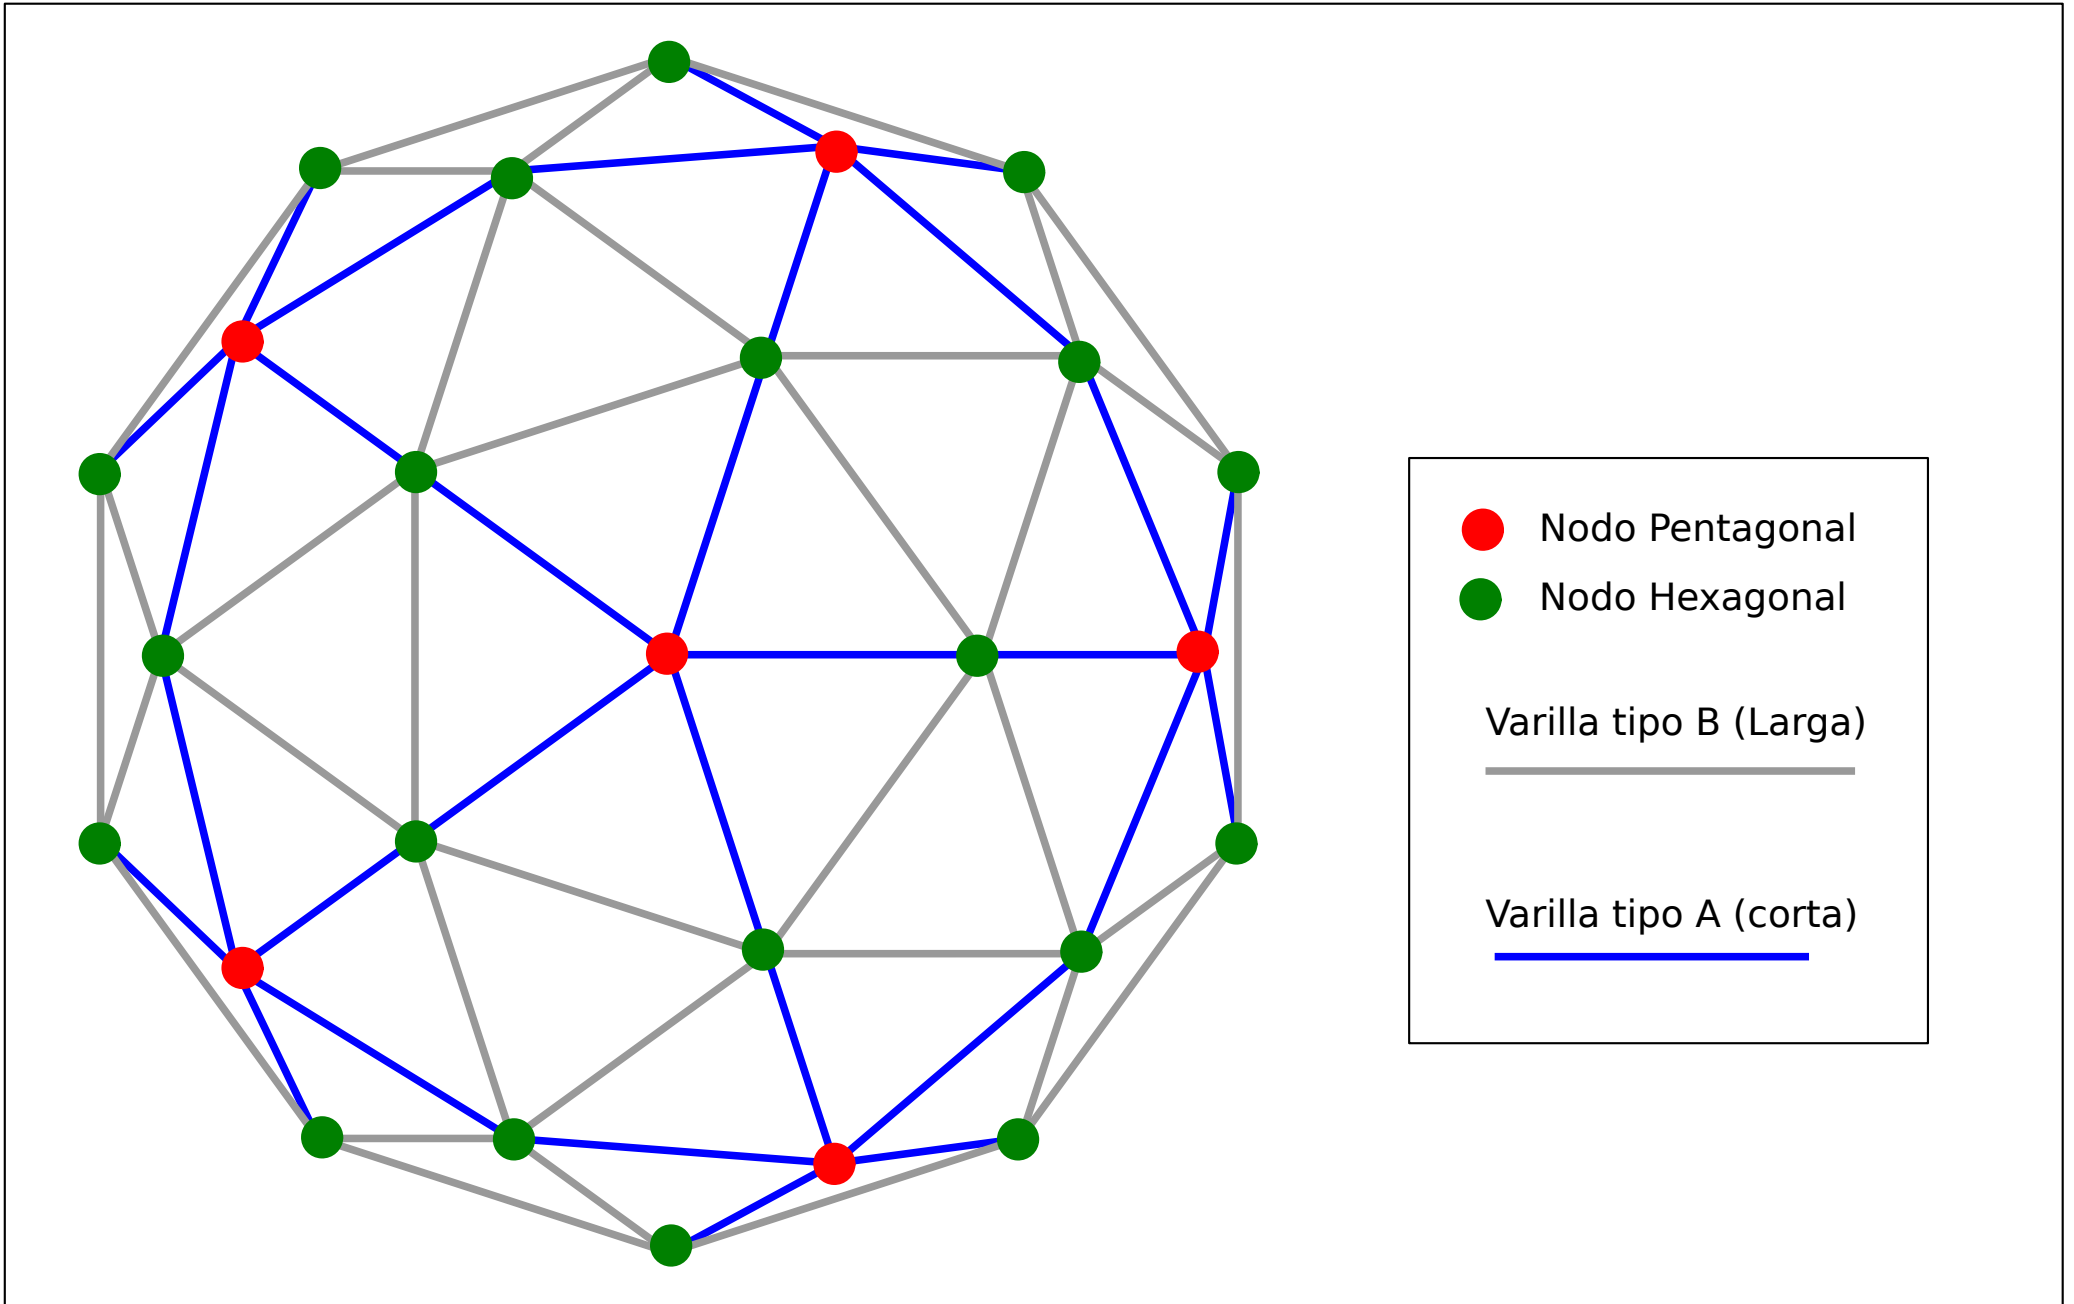 Nodo Pentagonal
Nodo Hexagonal
Varilla tipo B (Larga)
Varilla tipo A (corta)